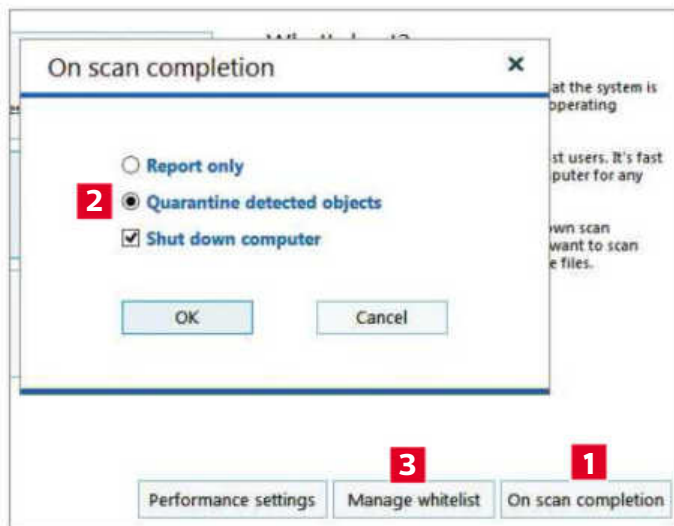 On scan completion
at the system is
operating
Report only
st users. It's fast
puter for any
2
Quarantine detected objects
Shut down computer
own scan
want to scan
e files.
OK
Cancel
3
1
Performance settings
Manage whitelist
On scan completion